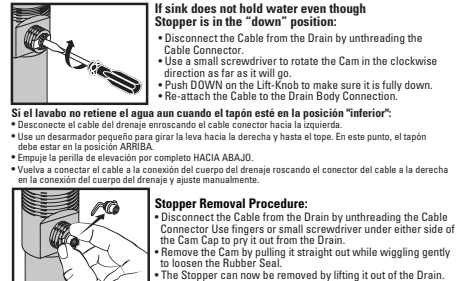 If sink does not hold water even though
Stopper is in the “down” position:
• Disconnect the Cable from the Drain by unthreading the
Cable Connector.
• Use a small screwdriver to rotate the Cam in the clockwise
direction as far as it will go.
• Push DOWN on the Lift-Knob to make sure it is fully down.
• Re-attach the Cable to the Drain Body Connection.
Si el lavabo no retiene el agua aun cuando el tapón esté en la posición "inferior":
• Desconecte el cable del drenaje enroscando el cable conector hacia la izquierda.
• Use un desarmador pequeño para girar la leva hacia la derecha y hasta el tope. En este punto, el tapón
debe estar en la posición ARRIBA.
• Empuje la perilla de elevación por completo HACIA ABAJO.
• Vuelva a conectar el cable a la conexión del cuerpo del drenaje roscando el conector del cable a la derecha
en la conexión del cuerpo del drenaje y ajuste manualmente.
Stopper Removal Procedure:
• Disconnect the Cable from the Drain by unthreading the Cable
Connector Use fingers or small screwdriver under either side of
the Cam Cap to pry it out from the Drain.
• Remove the Cam by pulling it straight out while wiggling gently
to loosen the Rubber Seal.
• The Stopper can now be removed by lifting it out of the Drain.